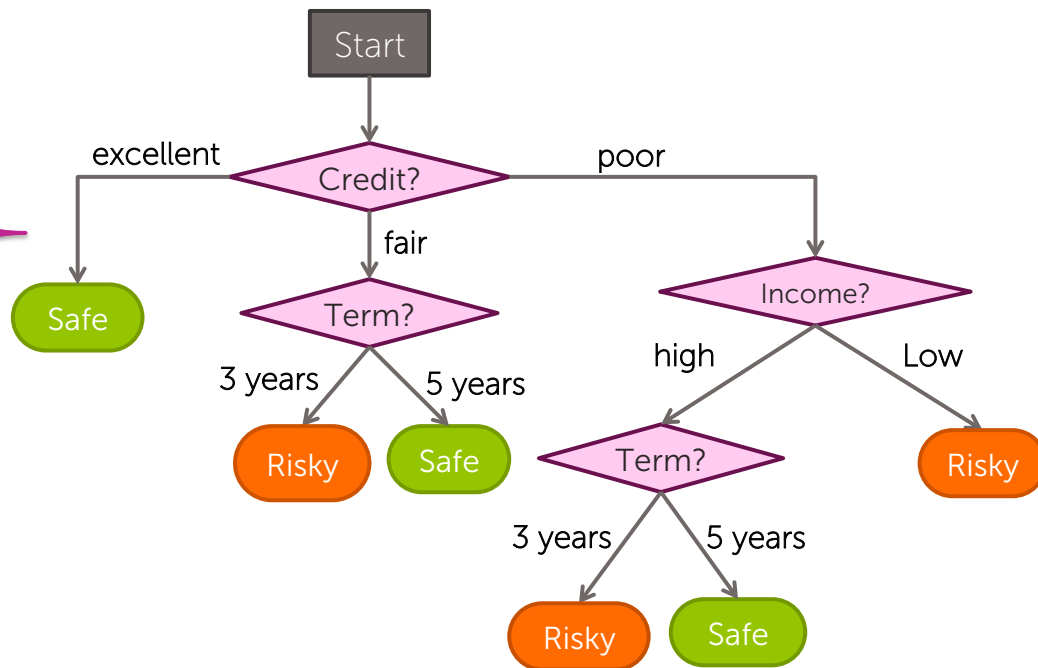 Start
excellent
Credit?
poor
fair
Safe
Term?
Income?
3 years
5 years
high
Low
Risky
Safe
Term?
Risky
3 years
5 years
Risky
Safe